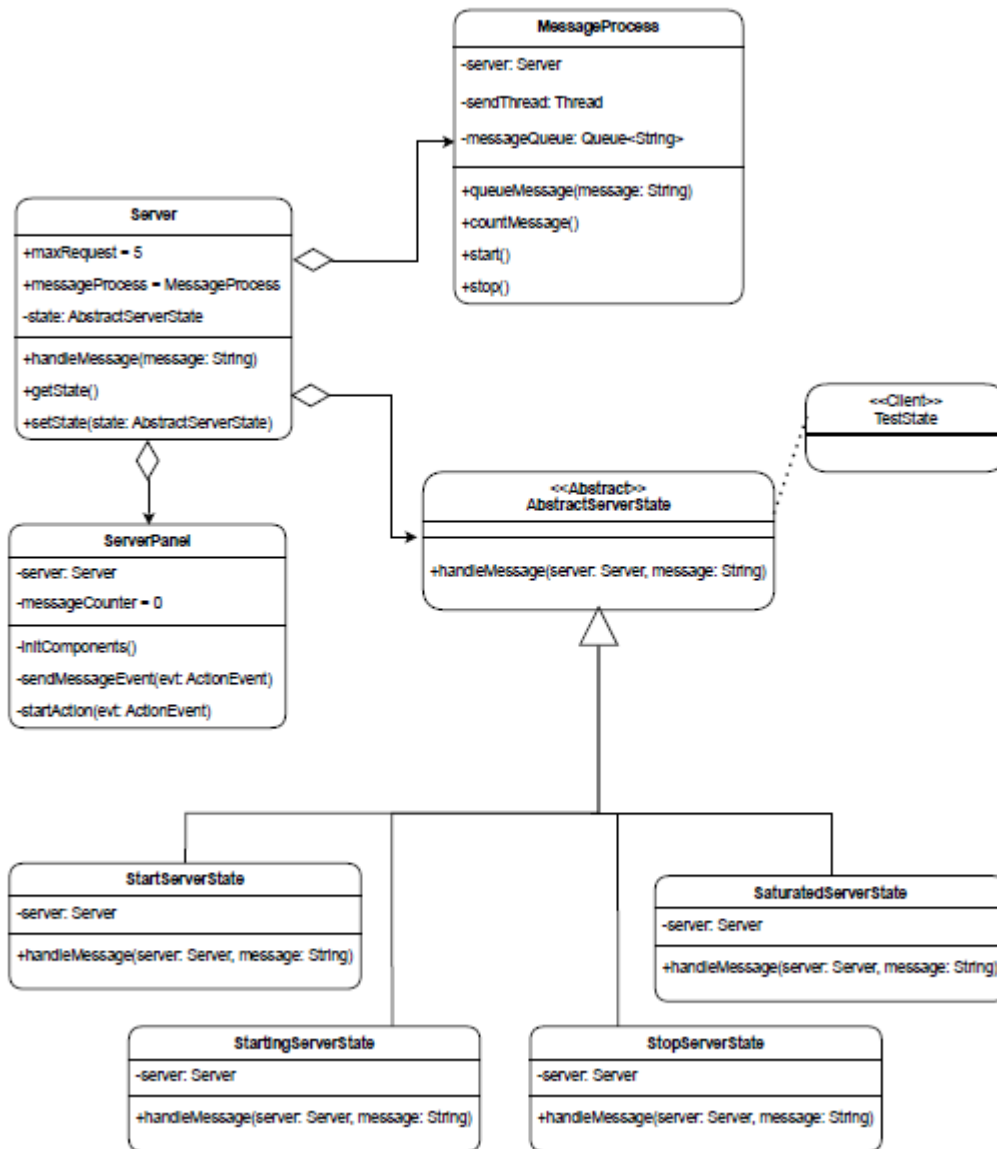 MessageProcess
-server: Server
-sendThread: Thread
-messageQueue: Queue<String>
+queueMessage(message: String)
+countMessage()
+start()
+stop()
Server
+maxRequest = 5
+messageProcess = MessageProcess
-state: AbstractServerState
+handleMessage(message: String)
+getState()
+setState(state: AbstractServerState)
<<Client>>
TestState
<<Abstract>>
AbstractServerState
+handleMessage(server: Server, message: String)
ServerPanel
-server: Server
-messageCounter = 0
-initComponents()
-sendMessageEvent(evt: ActionEvent)
-startAction(evt: ActionEvent)
StartServerState
-server: Server
+handleMessage(server: Server, message: String)
SaturatedServerState
-server: Server
+handleMessage(server: Server, message: String)
StartingServerState
-server: Server
+handleMessage(server: Server, message: String)
StopServerState
-server: Server
+handleMessage(server: Server, message: String)